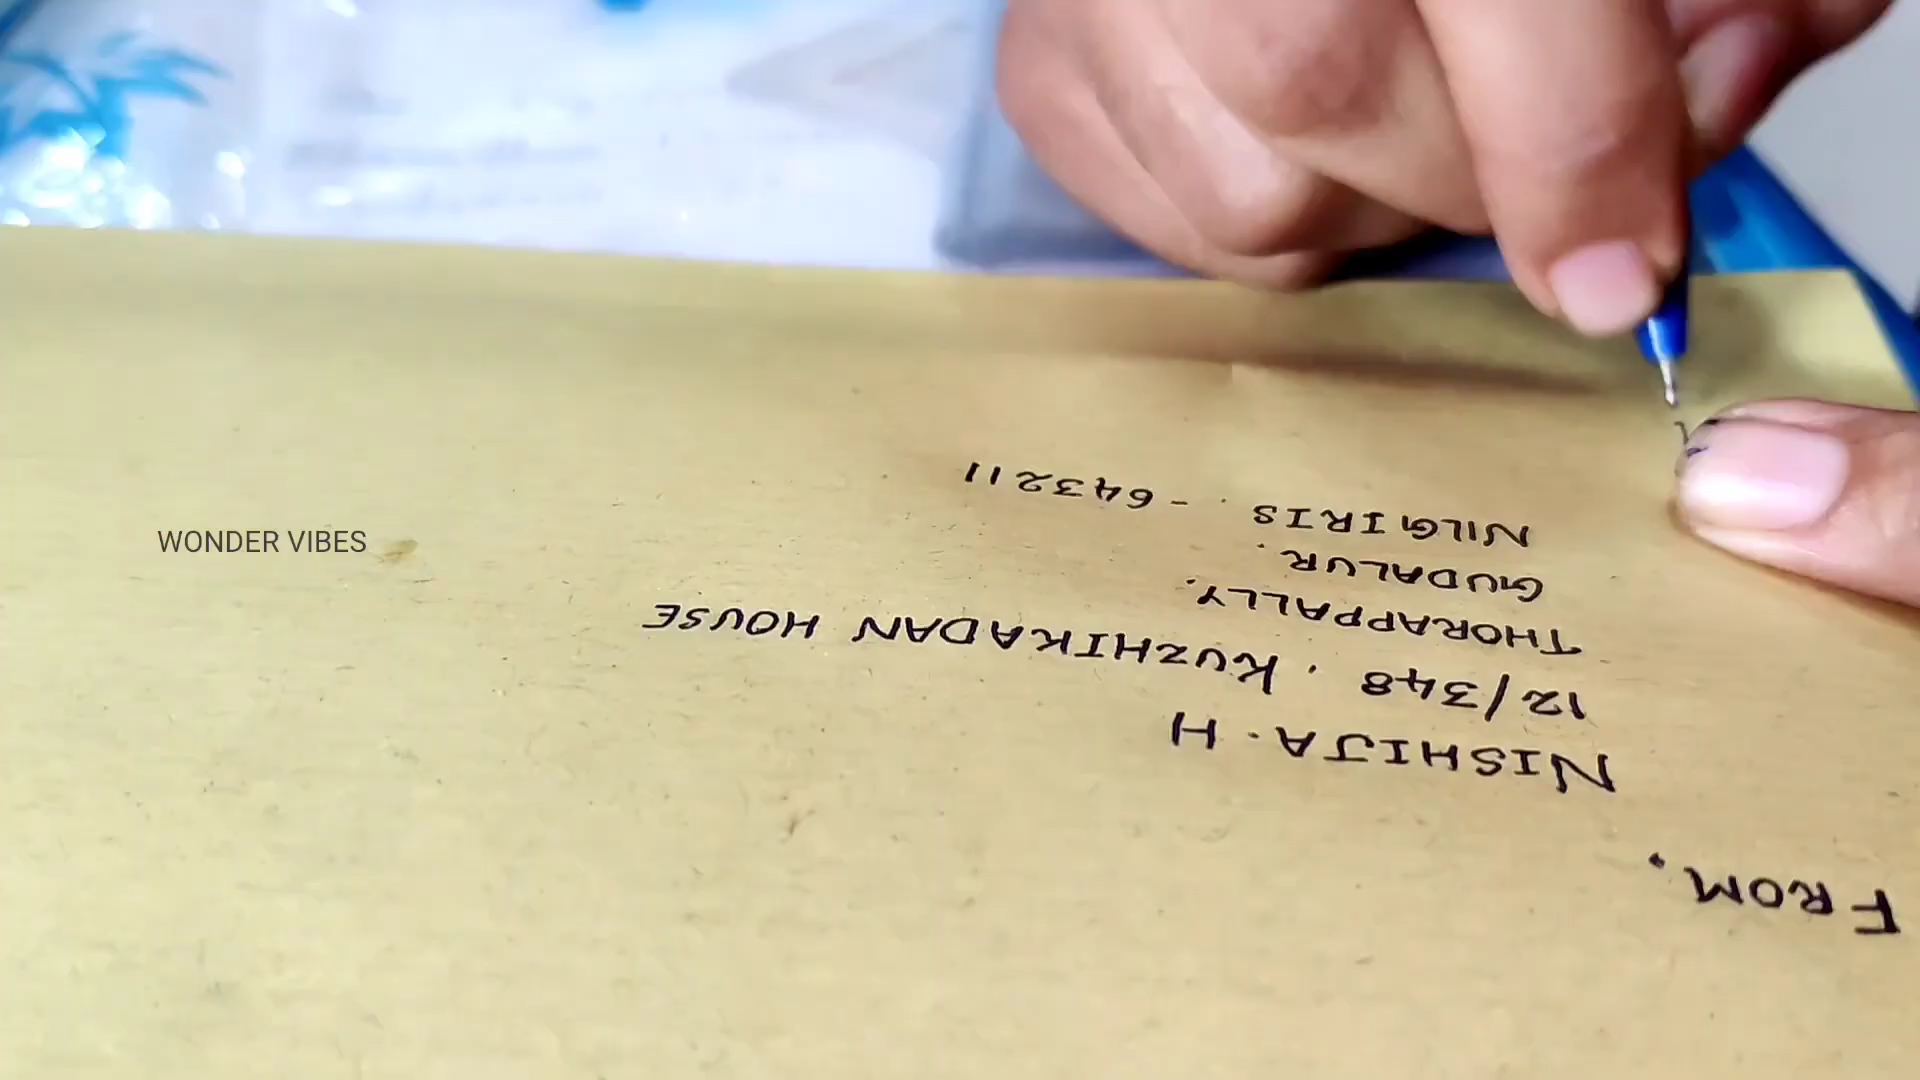 FROM,
NISHIJA. H
12/348. KUZHIKADAN HOUSE
THORAPPALLY.
GUDALUR.
NILGIRIS. - 643211
WONDER VIBES